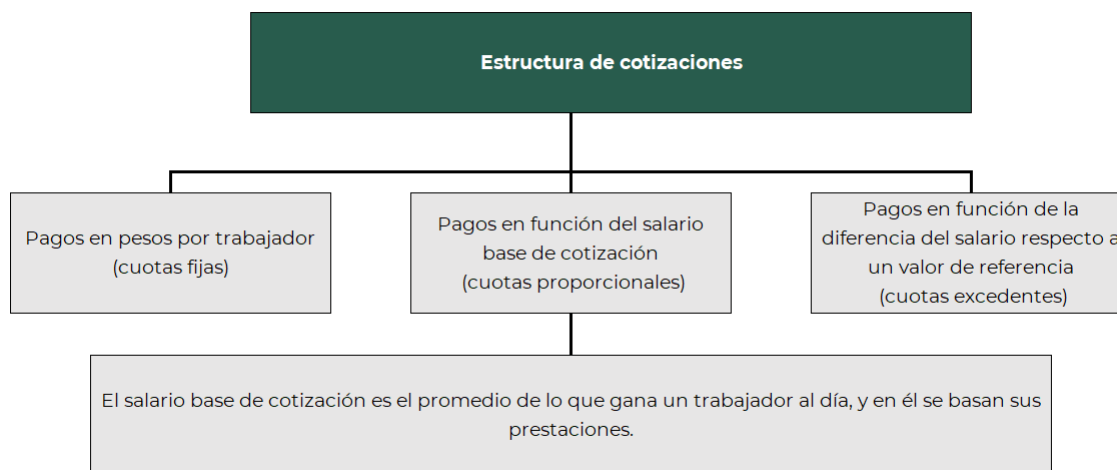 Estructura de cotizaciones
Pagos en pesos por trabajador
(cuotas fijas)
Pagos en función del salario
base de cotización
(cuotas proporcionales)
Pagos en función de la
diferencia del salario respecto a
un valor de referencia
(cuotas excedentes)
El salario base de cotización es el promedio de lo que gana un trabajador al día, y en él se basan sus
prestaciones.